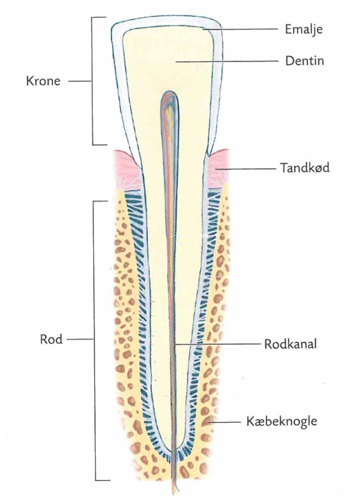 Emalje
Dentin
Krone
Tandkød
Rod
Rodkanal
Kæbeknogle